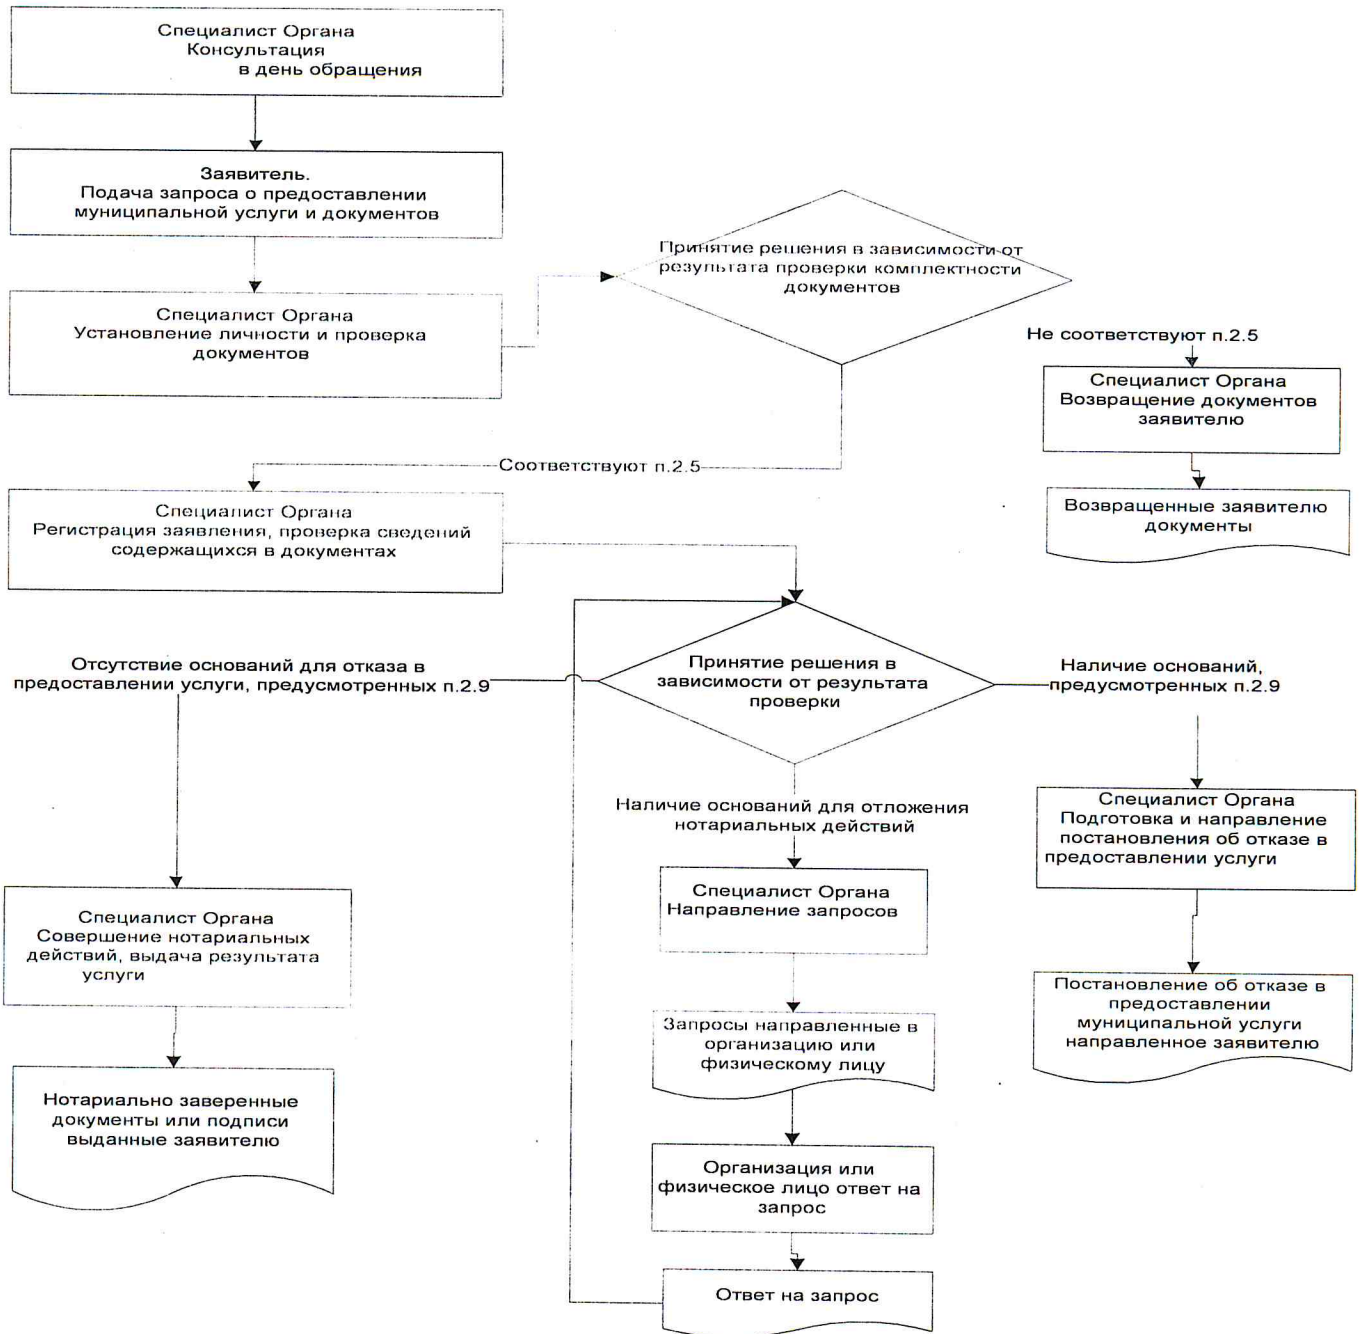 Специалист Органа
Консультация
в день обращения
Заявитель.
Подача запроса о предоставлении
муниципальной услуги и документов
Специалист Органа
Установление личности и проверка
документов
Принятие решения в зависимости от
результата проверки комплектности
документов
Не соответствуют п.2.5
Специалист Органа
Возвращение документов
заявителю
Возвращенные заявителю
документы
Соответствуют п.2.5
Специалист Органа
Регистрация заявления, проверка сведений
содержащихся в документах
Принятие решения в
зависимости от результата
проверки
Отсутствие оснований для отказа в
предоставлении услуги, предусмотренных п.2.9
Наличие оснований,
предусмотренных п.2.9
Наличие оснований для отложения
нотариальных действий
Специалист Органа
Подготовка и направление
постановления об отказе в
предоставлении услуги
Специалист Органа
Направление запросов
Специалист Органа
Совершение нотариальных
действий, выдача результата
услуги
Постановление об отказе в
предоставлении
муниципальной услуги
направленное заявителю
Запросы направленные в
организацию или
физическому лицу
Нотариально заверенные
документы или подписи
выданные заявителю
Организация или
физическое лицо ответ на
запрос
Ответ на запрос